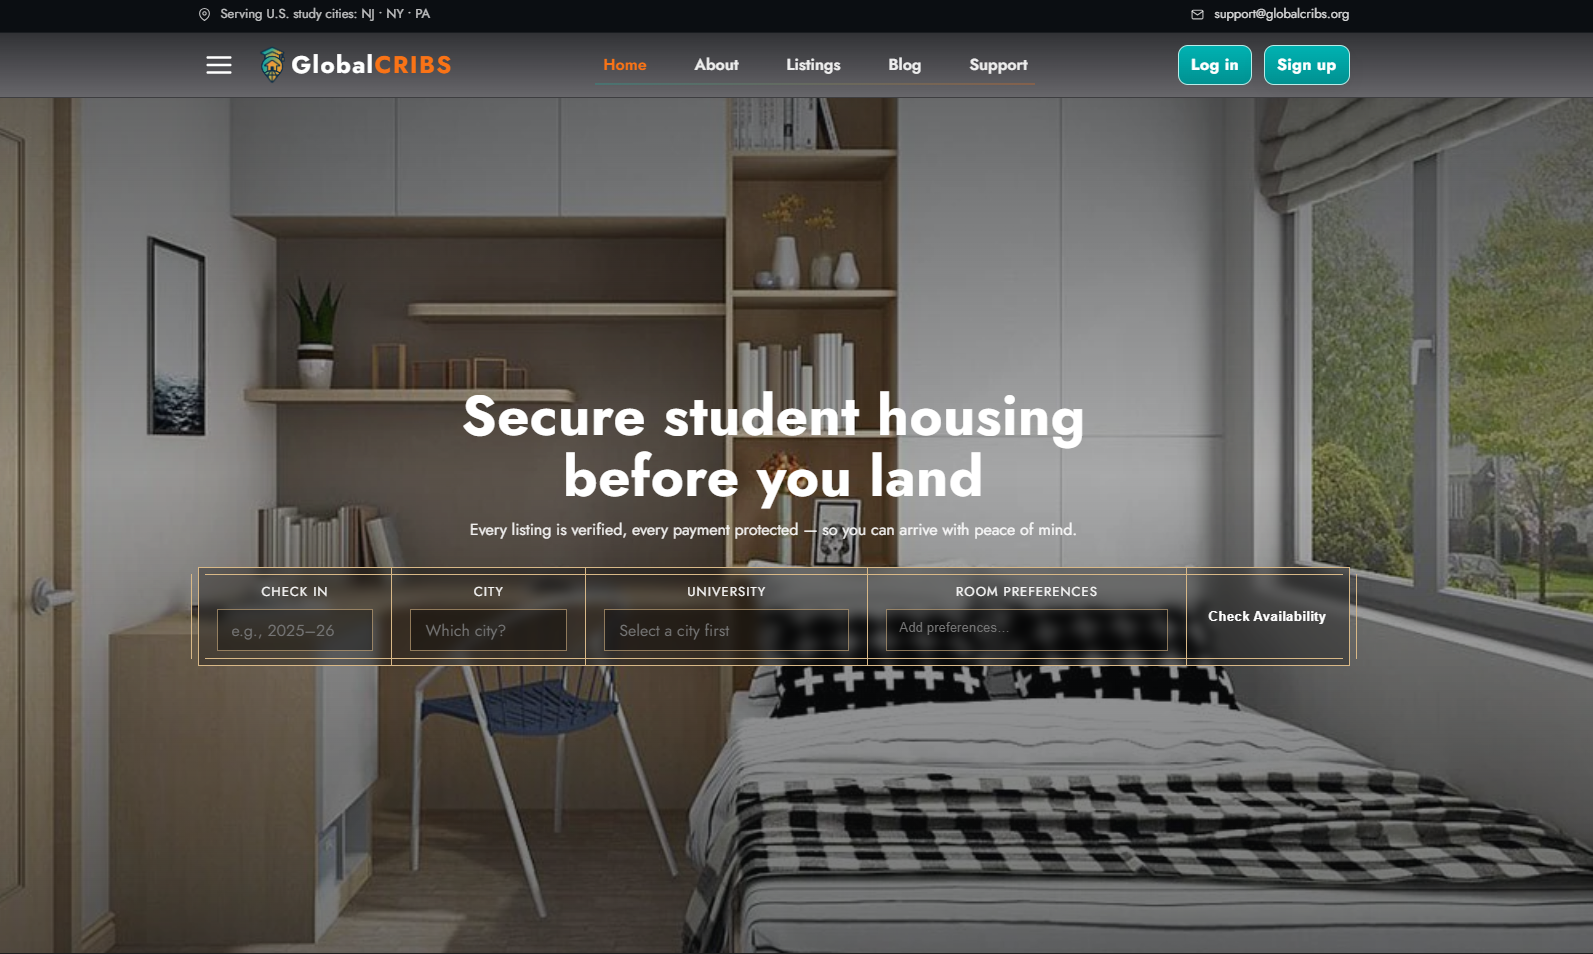 Serving U.S. study cities: NJ · NY · PA
support@globalcribs.org
GlobalCRIBS
Home
About
Listings
Blog
Support
Log in
Sign up
Secure student housing
before you land
Every listing is verified, every payment protected — so you can arrive with peace of mind.
CHECK IN
CITY
UNIVERSITY
ROOM PREFERENCES
e.g., 2025–26
Which city?
Select a city first
Add preferences...
Check Availability